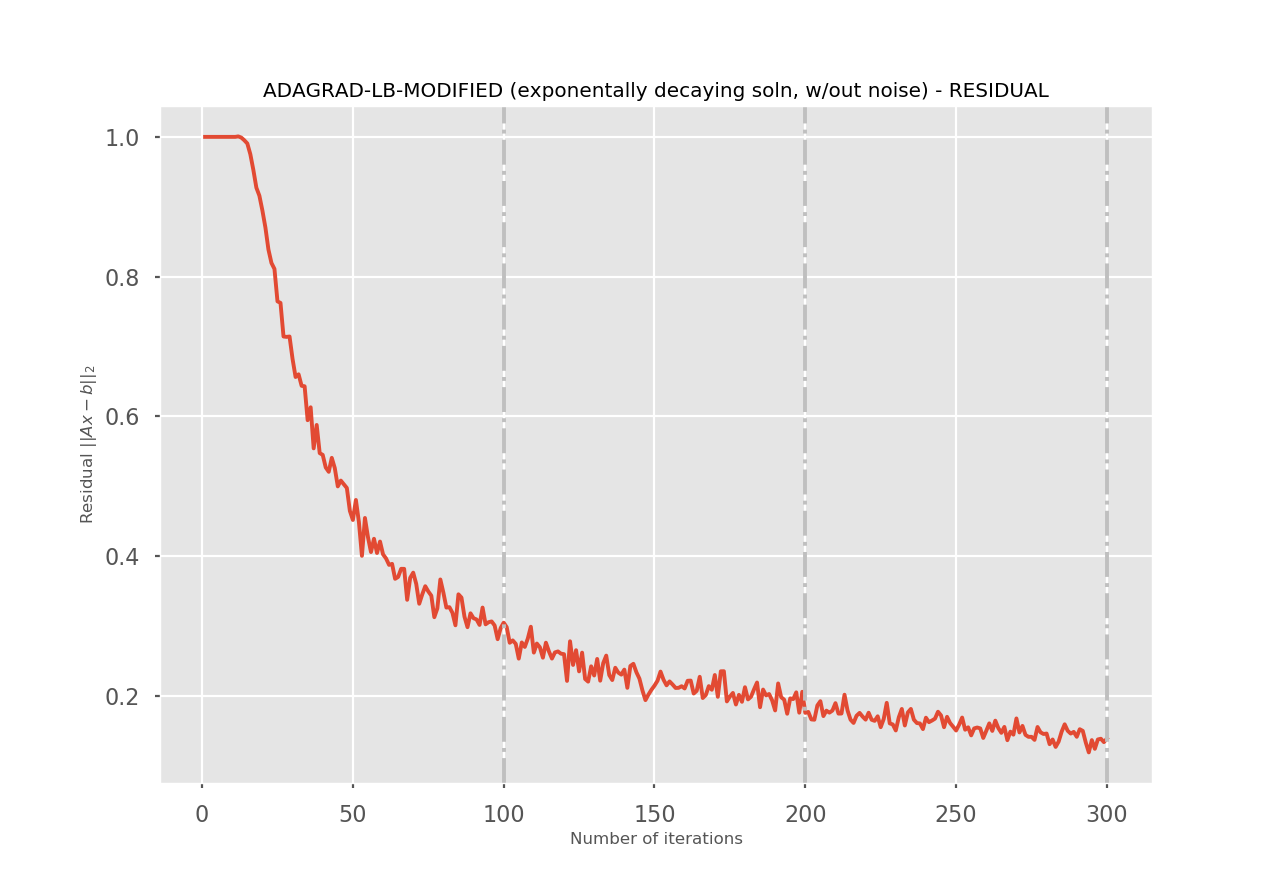 ADAGRAD-LB-MODIFIED (exponentially decaying soln, w/out noise) - RESIDUAL
1.0
0.8
0.6
0.4
0.2
Residual ||Ax − b||₂
0 50 100 150 200 250 300
Number of iterations